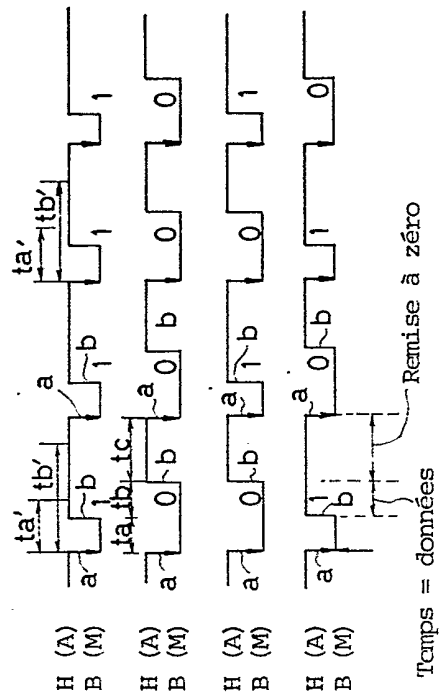 ta' tb' ta' tb'
H (A) a b a b
B (M) 1 1 1 1
ta tb tc
H (A) a b a b
B (M) 0 0 0 0
H (A) a b a b
B (M) 0 1 0 1
H (A) a 1 a b
B (M) b 0 1 0
Temps = données Remise à zéro